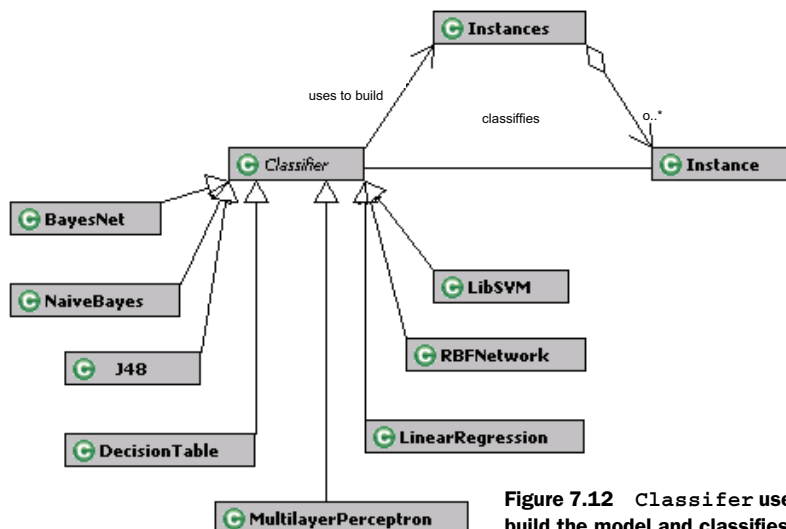 Instances
uses to build
classiffies
o..*
Classifier
Instance
BayesNet
NaiveBayes
LibSVM
J48
RBFNetwork
DecisionTable
LinearRegression
MultilayerPerceptron
Figure 7.12 Classifer use
build the model and classifies